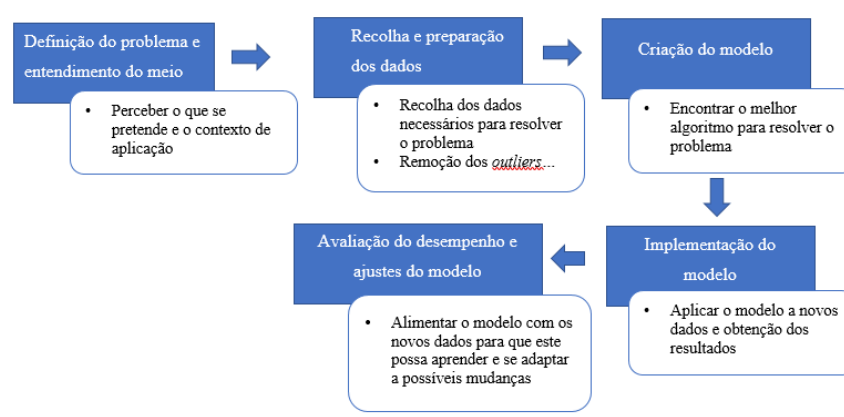 Definição do problema e
entendimento do meio
• Perceber o que se
pretende e o contexto de
aplicação
Recolha e preparação
dos dados
• Recolha dos dados
necessários para resolver
o problema
• Remoção dos outliers…
Criação do modelo
• Encontrar o melhor
algoritmo para resolver o
problema
Implementação do
modelo
• Aplicar o modelo a novos
dados e obtenção dos
resultados
Avaliação do desempenho e
ajustes do modelo
• Alimentar o modelo com os
novos dados para que este
possa aprender e se adaptar
a possíveis mudanças